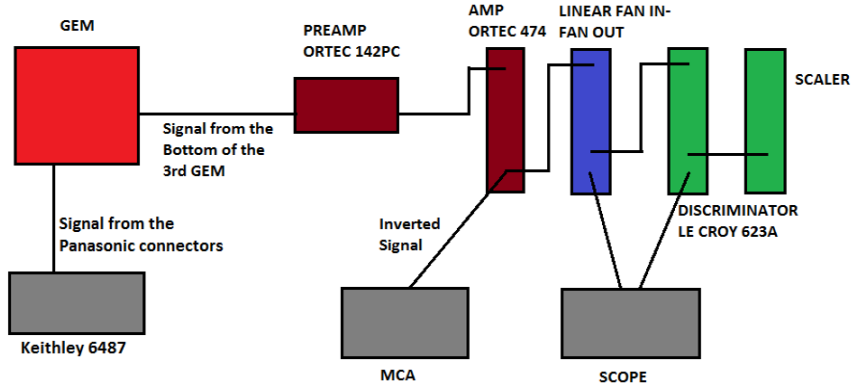 GEM
PREAMP
ORTEC 142PC
AMP
ORTEC 474
LINEAR FAN IN-
FAN OUT
SCALER
Signal from the
Bottom of the
3rd GEM
Signal from the
Panasonic connectors
Inverted
Signal
DISCRIMINATOR
LE CROY 623A
Keithley 6487
MCA
SCOPE